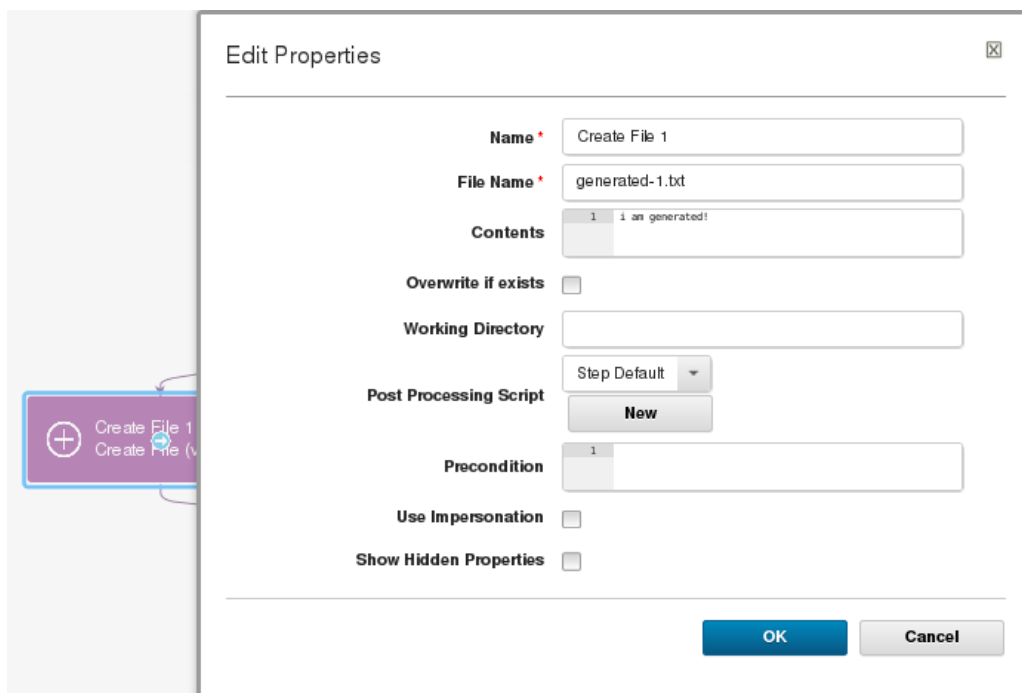 Edit Properties
Name *
Create File 1
File Name *
generated-1.txt
Contents
1 i am generated!
Overwrite if exists
Working Directory
Step Default
Post Processing Script
New
Create File 1
Create File (v
Precondition
1
Use Impersonation
Show Hidden Properties
OK
Cancel